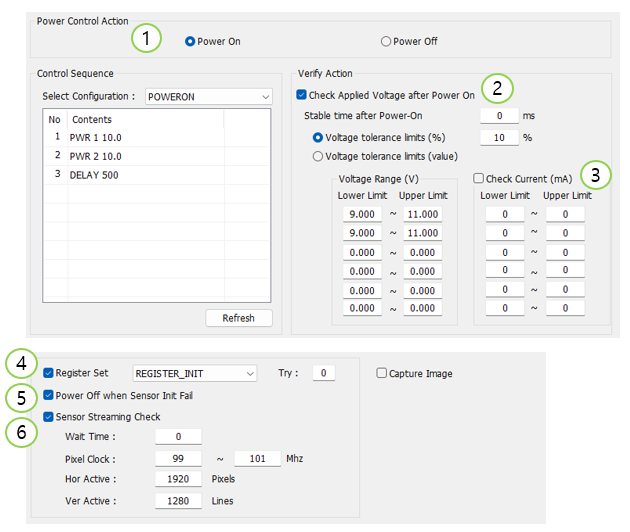 Power Control Action
1
Power On
Power Off
Control Sequence
Select Configuration : POWERON
No Contents
1 PWR 1 10.0
2 PWR 2 10.0
3 DELAY 500
Refresh
Verify Action
Check Applied Voltage after Power On
2
Stable time after Power-On 0 ms
Voltage tolerance limits (%) 10 %
Voltage tolerance limits (value)
Voltage Range (V)
Lower Limit Upper Limit
9.000 ~ 11.000
9.000 ~ 11.000
0.000 ~ 0.000
0.000 ~ 0.000
0.000 ~ 0.000
0.000 ~ 0.000
Check Current (mA)
3
Lower Limit Upper Limit
0 ~ 0
0 ~ 0
0 ~ 0
0 ~ 0
0 ~ 0
0 ~ 0
4
Register Set REGISTER_INIT Try : 0
Capture Image
5
Power Off when Sensor Init Fail
6
Sensor Streaming Check
Wait Time : 0
Pixel Clock : 99 ~ 101 Mhz
Hor Active : 1920 Pixels
Ver Active : 1280 Lines